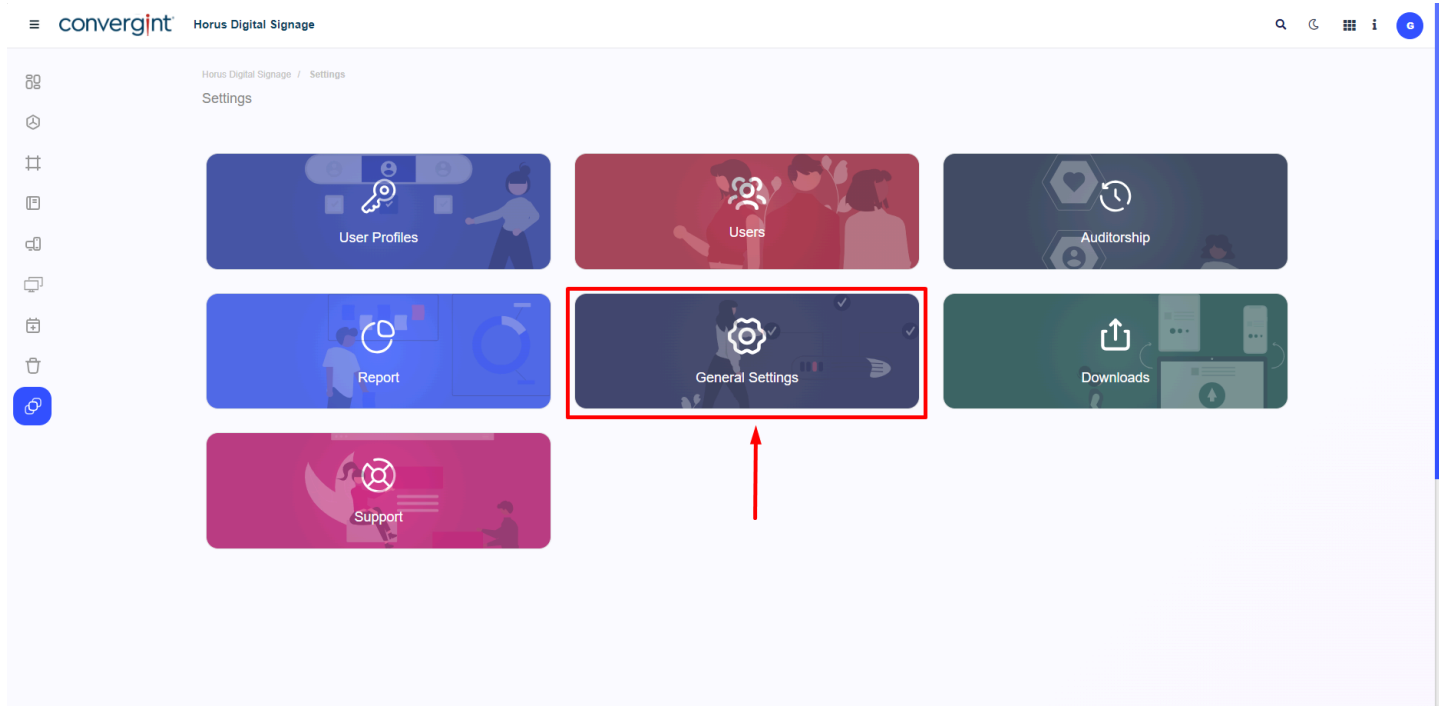 convergint
Horus Digital Signage
G
Horus Digital Signage / Settings
Settings
User Profiles
Users
Auditorship
Report
General Settings
Downloads
Support